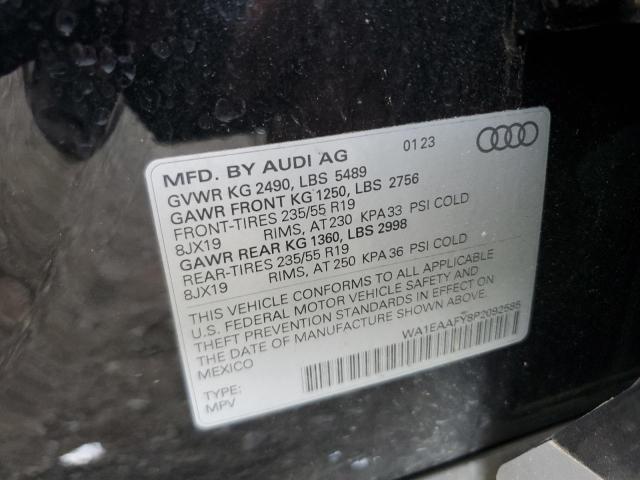 MFD. BY AUDI AG 01 23
GVWR KG 2490, LBS 5489
GAWR FRONT KG 1250, LBS 2756
FRONT-TIRES 235/55 R19
8JX19 RIMS, AT 230 KPA 33 PSI COLD
GAWR REAR KG 1360, LBS 2998
REAR-TIRES 235/55 R19
8JX19 RIMS, AT 250 KPA 36 PSI COLD
THIS VEHICLE CONFORMS TO ALL APPLICABLE
U.S. FEDERAL MOTOR VEHICLE SAFETY AND
THEFT PREVENTION STANDARDS IN EFFECT ON
THE DATE OF MANUFACTURE SHOWN ABOVE.
MEXICO WA1EAAFY8P2092585
TYPE:
MPV